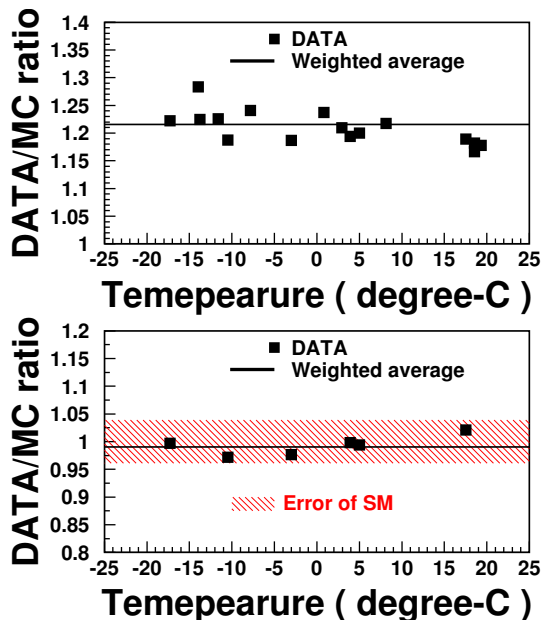 1.4
1.35
1.3
1.25
1.2
1.15
1.1
1.05
1
DATA/MC ratio
DATA
Weighted average
-25 -20 -15 -10 -5 0 5 10 15 20 25
Temepearure ( degree-C )
1.2
1.15
1.1
1.05
1
0.95
0.9
0.85
0.8
DATA/MC ratio
DATA
Weighted average
Error of SM
-25 -20 -15 -10 -5 0 5 10 15 20 25
Temepearure ( degree-C )